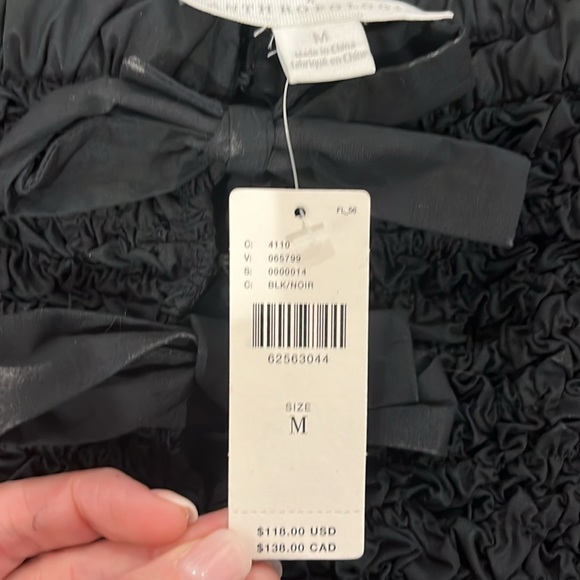 ANTHROPOLOGIE
M
Made in China
Fabriqué en Chine
FL_56
C: 4110
V: 065799
S: 0000014
C: BLK/NOIR
62563044
SIZE
M
$118.00 USD
$138.00 CAD